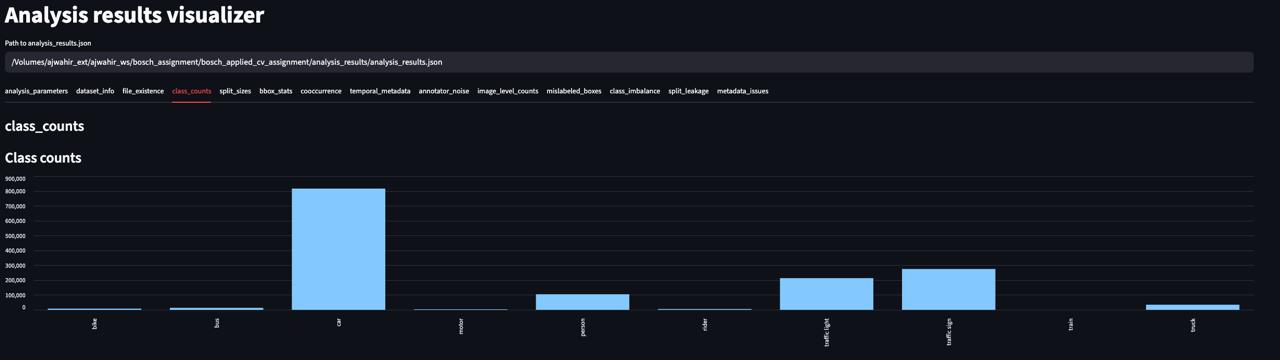 Analysis results visualizer
Path to analysis_results.json
/Volumes/ajwahir_ext/ajwahir_ws/bosch_assignment/bosch_applied_cv_assignment/analysis_results/analysis_results.json
analysis_parameters dataset_info file_existence class_counts split_sizes bbox_stats cooccurrence temporal_metadata annotator_noise image_level_counts mislabeled_boxes class_imbalance split_leakage metadata_issues
class_counts
Class counts
900,000
800,000
700,000
600,000
500,000
400,000
300,000
200,000
100,000
0
bike bus car motor person rider traffic light traffic sign train truck